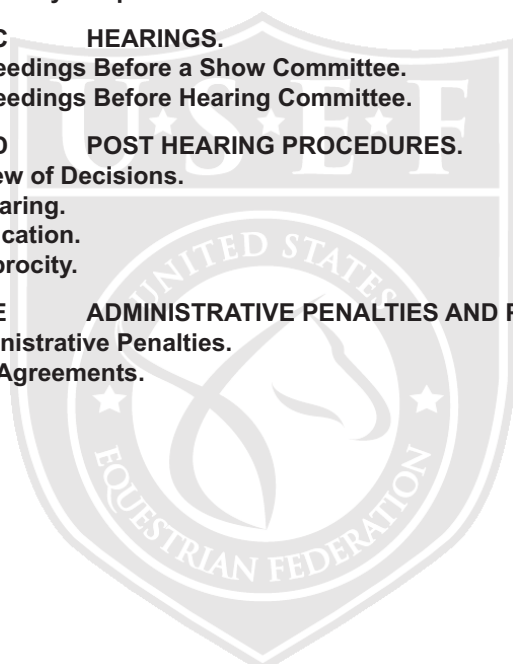 C HEARINGS.
eedings Before a Show Committee.
eedings Before Hearing Committee.
U★S★E★F
D POST HEARING PROCEDURES.
ew of Decisions.
aring.
cation.
procity.
UNITED STATES
E ADMINISTRATIVE PENALTIES AND
nistrative Penalties.
Agreements.
EQUESTRIAN FEDERATION